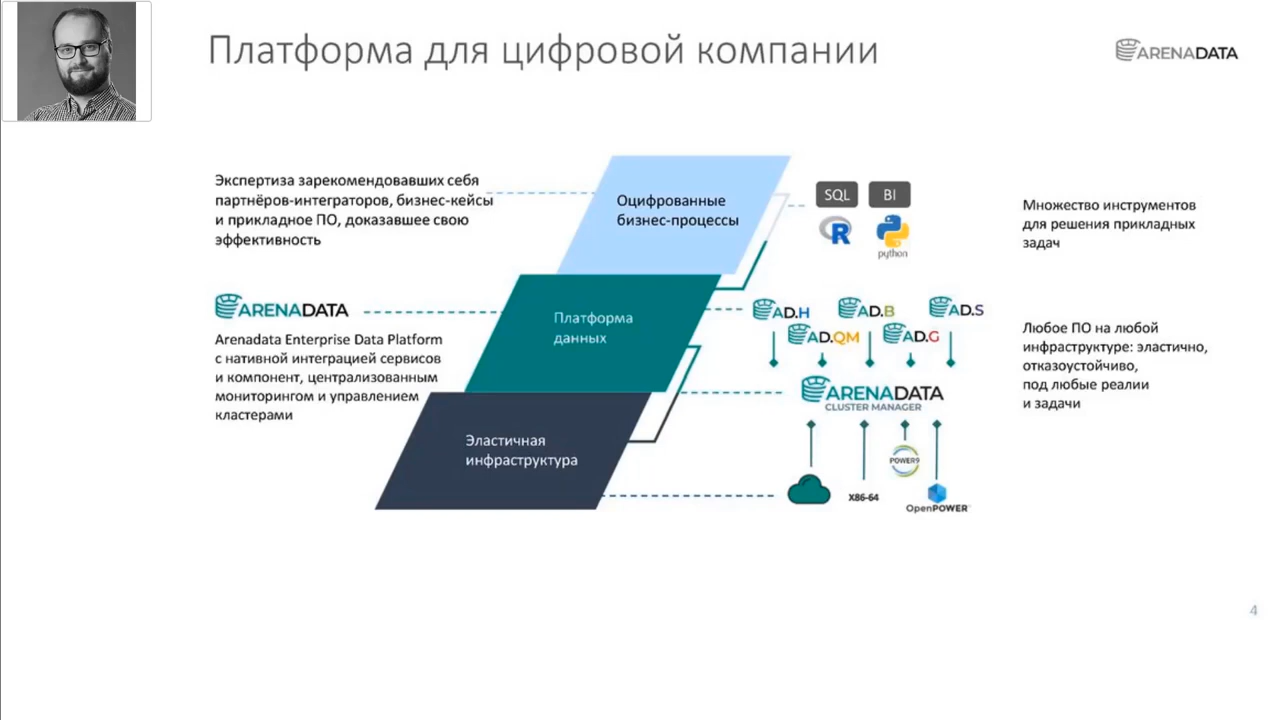 Платформа для цифровой компании
ARENADATA
Экспертиза зарекомендовавших себя
партнёров-интеграторов, бизнес-кейсы
и прикладное ПО, доказавшее свою
эффективность
Оцифрованные
бизнес-процессы
SQL
BI
R
python
Множество инструментов
для решения прикладных
задач
ARENADATA
Arenadata Enterprise Data Platform
с нативной интеграцией сервисов
и компонент, централизованным
мониторингом и управлением
кластерами
Платформа
данных
AD.H
AD.B
AD.S
AD.QM
AD.G
ARENADATA
CLUSTER MANAGER
Любое ПО на любой
инфраструктуре: эластично,
отказоустойчиво,
под любые реалии
и задачи
Эластичная
инфраструктура
POWER9
X86-64
OpenPOWER
4